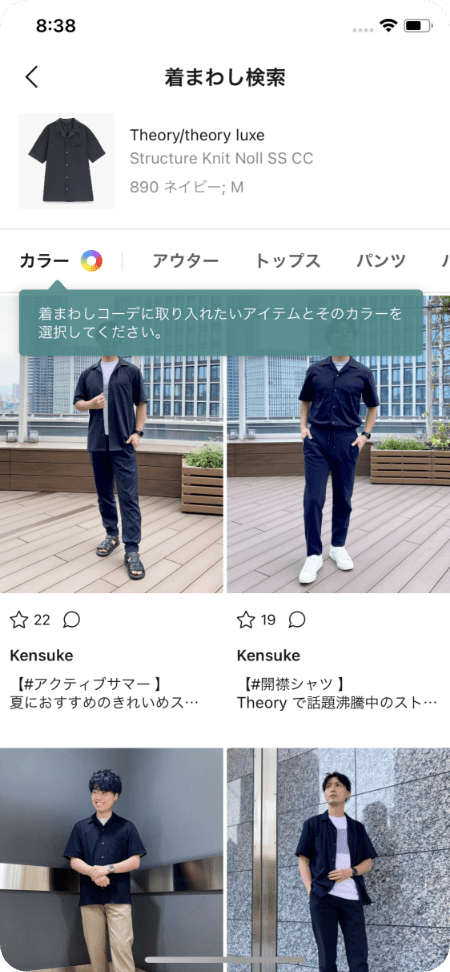 8:38
着まわし検索
Theory/theory luxe
Structure Knit Noll SS CC
890 ネイビー; M
カラー
アウター
トップス
パンツ
着まわしコーデに取り入れたいアイテムとそのカラーを
選択してください。
22
19
Kensuke
Kensuke
【#アクティブサマー 】
夏におすすめのきれいめス…
【#開襟シャツ 】
Theory で話題沸騰中のスト…